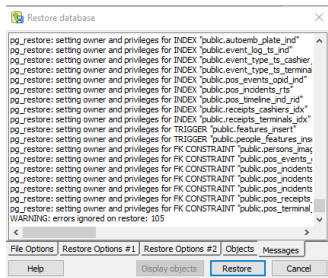 Restore database
pg_restore: setting owner and privileges for INDEX "public.autoemb_plate_ind"
pg_restore: setting owner and privileges for INDEX "public.event_log_ts_ind"
pg_restore: setting owner and privileges for INDEX "public.event_type_ts_cashier_
pg_restore: setting owner and privileges for INDEX "public.event_type_ts_termina
pg_restore: setting owner and privileges for INDEX "public.pos_events_opid_ind"
pg_restore: setting owner and privileges for INDEX "public.pos_incidents_rts"
pg_restore: setting owner and privileges for INDEX "public.pos_timeline_nd_rid"
pg_restore: setting owner and privileges for INDEX "public.receipts_cashiers_idx"
pg_restore: setting owner and privileges for INDEX "public.receipts_terminals_idx"
pg_restore: setting owner and privileges for TRIGGER "public.features_insert"
pg_restore: setting owner and privileges for TRIGGER "public.people_features_inse
pg_restore: setting owner and privileges for FK CONSTRAINT "public.persons_imag
pg_restore: setting owner and privileges for FK CONSTRAINT "public.pos_events_
pg_restore: setting owner and privileges for FK CONSTRAINT "public.pos_incidents
pg_restore: setting owner and privileges for FK CONSTRAINT "public.pos_incidents
pg_restore: setting owner and privileges for FK CONSTRAINT "public.pos_incidents
pg_restore: setting owner and privileges for FK CONSTRAINT "public.pos_receipts_
pg_restore: setting owner and privileges for FK CONSTRAINT "public.pos_terminal_
WARNING: errors ignored on restore: 105
File Options Restore Options #1 Restore Options #2 Objects Messages
Help Display objects Restore Cancel